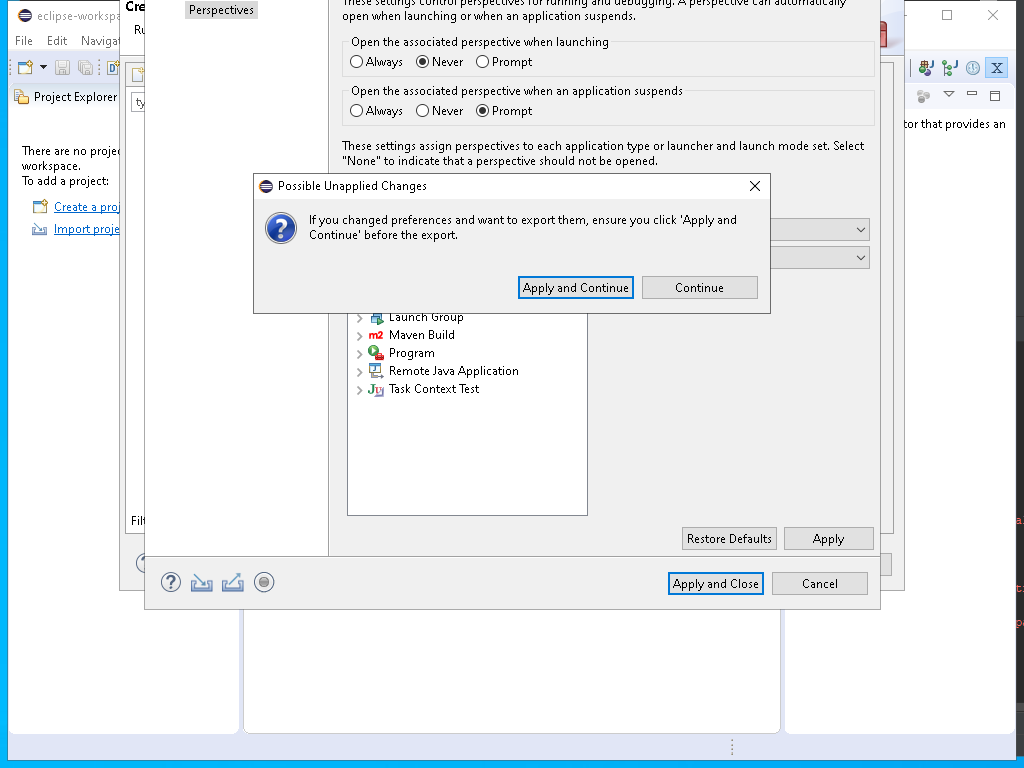 eclipse-workspa
Cre
Ru
File Edit Navigat
Project Explorer
ty
There are no projec
workspace.
To add a project:
Create a proj
Import proje
Filt
Perspectives
These settings control perspectives for running and debugging. A perspective can automatically
open when launching or when an application suspends.
Open the associated perspective when launching
Always Never Prompt
Open the associated perspective when an application suspends
Always Never Prompt
These settings assign perspectives to each application type or launcher and launch mode set. Select
"None" to indicate that a perspective should not be opened.
Possible Unapplied Changes
If you changed preferences and want to export them, ensure you click 'Apply and
Continue' before the export.
Apply and Continue Continue
Launch Group
m2 Maven Build
Program
Remote Java Application
Task Context Test
Restore Defaults Apply
Apply and Close Cancel
tor that provides an